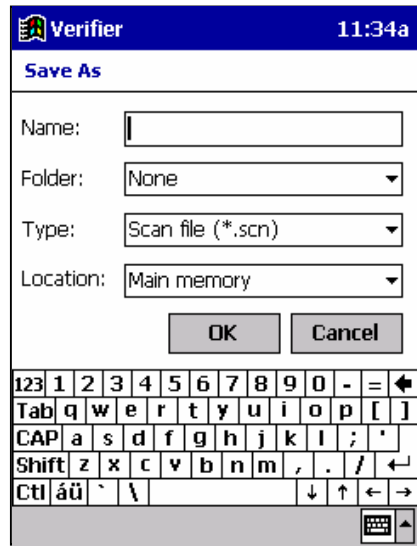 Verifier 11:34a
Save As
Name:
Folder: None
Type: Scan file (*.scn)
Location: Main memory
OK Cancel
123 1 2 3 4 5 6 7 8 9 0 - = 🡸
Tab q w e r t y u i o p [ ]
CAP a s d f g h j k l ; '
Shift z x c v b n m , . / ↵
Ctl áü ` \ ↓ ↑ ← →